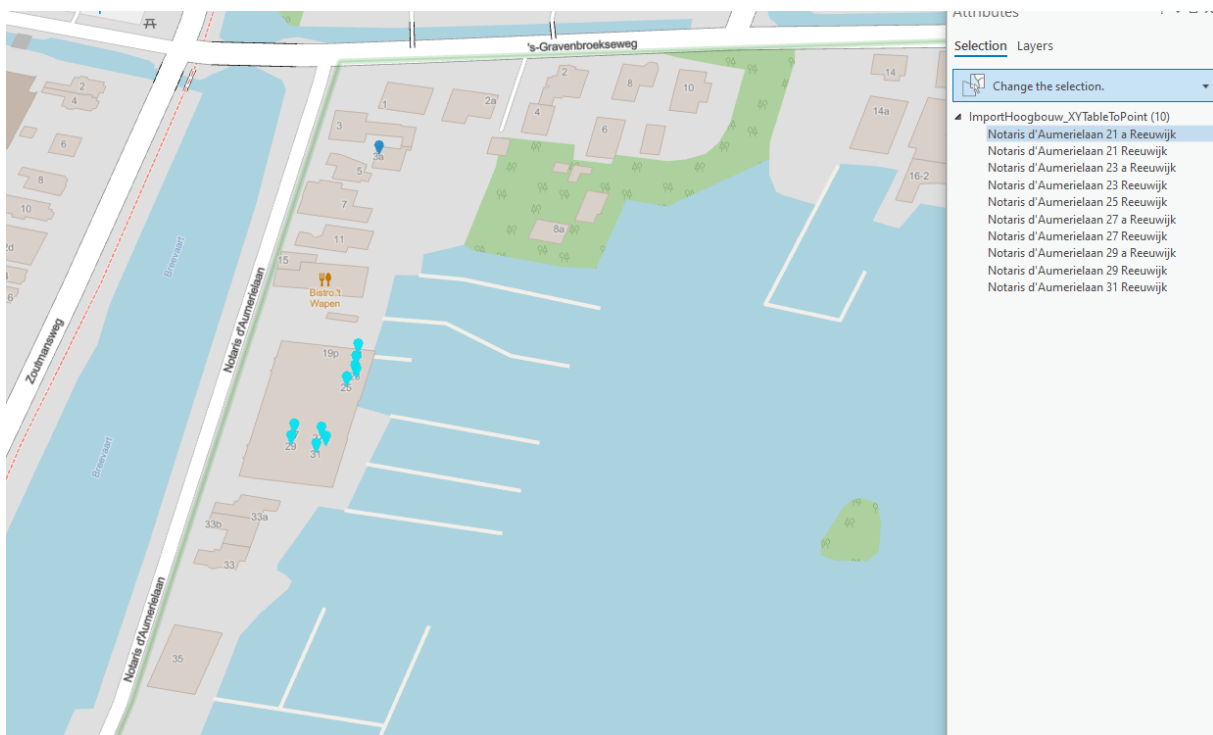 Attributes
Selection Layers
Change the selection.
ImportHoogbouw_XYTableToPoint (10)
Notaris d'Aumerielaan 21 a Reeuwijk
Notaris d'Aumerielaan 21 Reeuwijk
Notaris d'Aumerielaan 23 a Reeuwijk
Notaris d'Aumerielaan 23 Reeuwijk
Notaris d'Aumerielaan 25 Reeuwijk
Notaris d'Aumerielaan 27 a Reeuwijk
Notaris d'Aumerielaan 27 Reeuwijk
Notaris d'Aumerielaan 29 a Reeuwijk
Notaris d'Aumerielaan 29 Reeuwijk
Notaris d'Aumerielaan 31 Reeuwijk
's-Gravenbroekseweg
2
4
6
8
10
2d
6
1
2a
3
3a
5
7
11
15
Bistro 't
Wapen
2
4
6
8
10
8a
14
14a
16-2
19p
25
29
31
33b
33a
33
35
Breevaart
Breevaart
Zoutmansweg
Notaris d'Aumerielaan
Notaris d'Aumerielaan